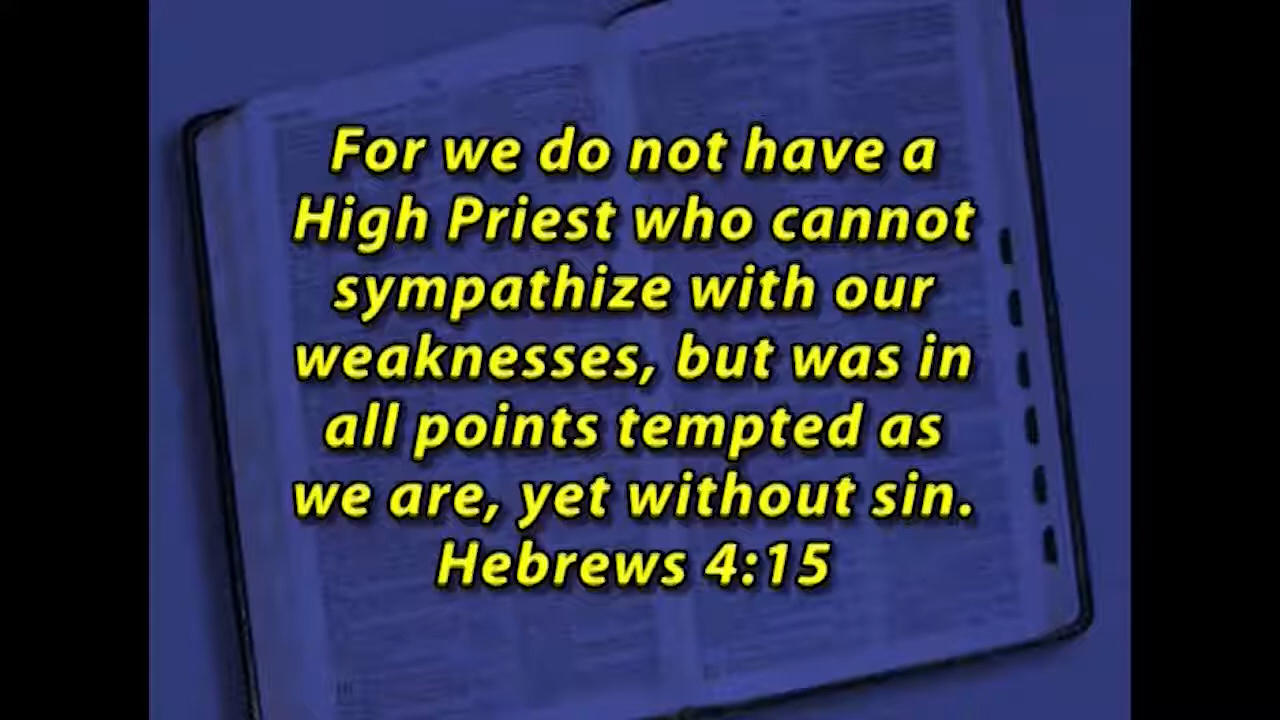 For we do not have a
High Priest who cannot
sympathize with our
weaknesses, but was in
all points tempted as
we are, yet without sin.
Hebrews 4:15